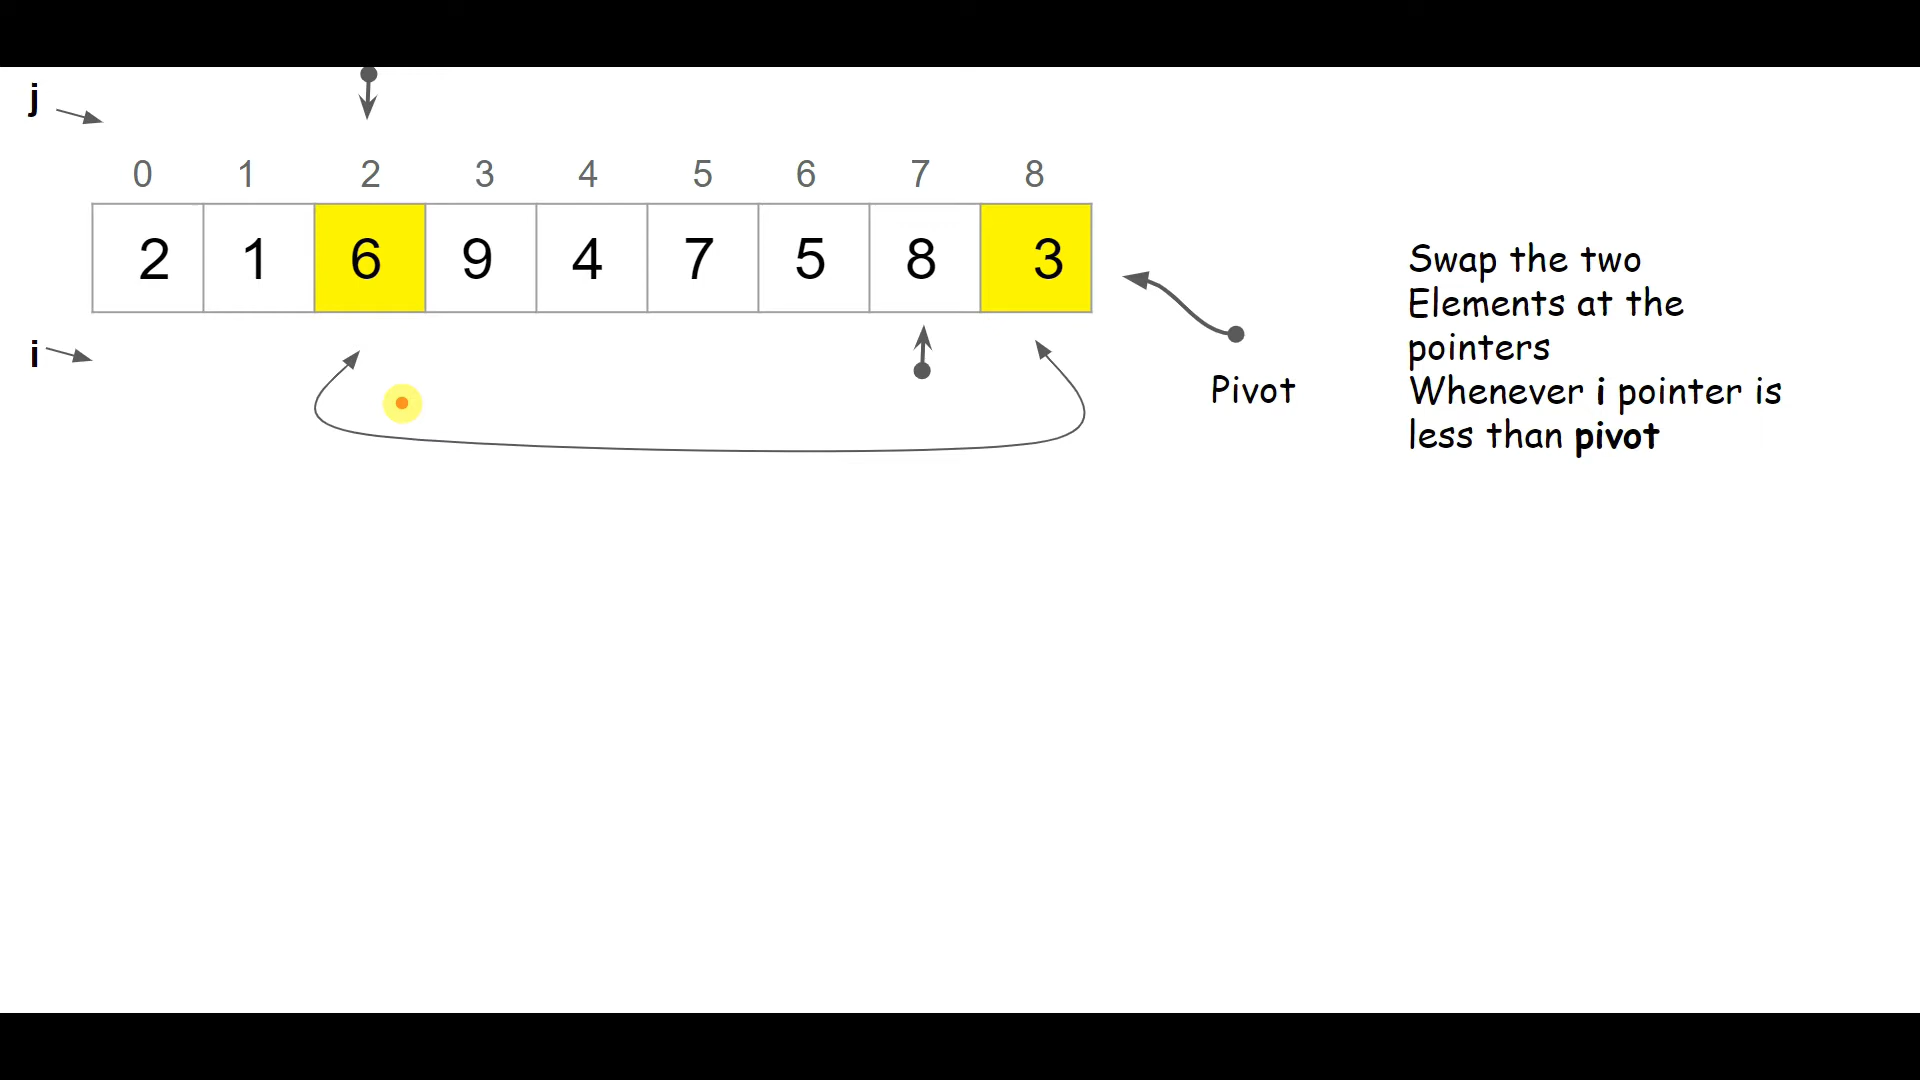 j
0 1 2 3 4 5 6 7 8
2 1 6 9 4 7 5 8 3
i
Pivot
Swap the two
Elements at the
pointers
Whenever i pointer is
less than pivot